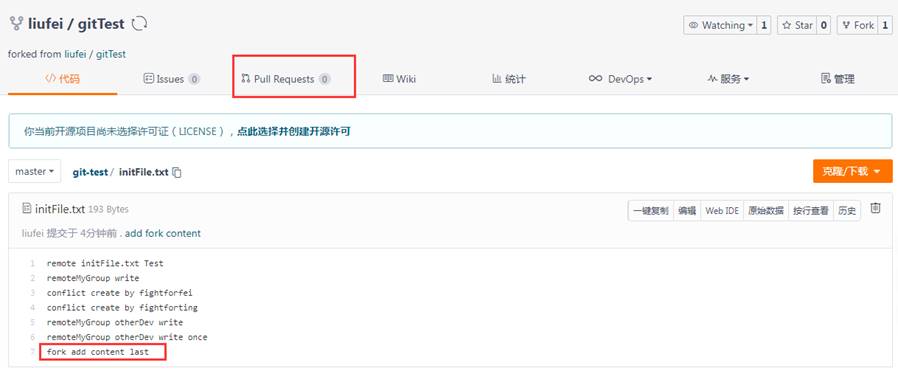 liufei / gitTest
Watching 1 Star 0 Fork 1
forked from liufei / gitTest
</> 代码 Issues 0 Pull Requests 0 Wiki 统计 DevOps 服务 管理
你当前开源项目尚未选择许可证（LICENSE），点此选择并创建开源许可
master git-test / initFile.txt 克隆/下载
initFile.txt 193 Bytes 一键复制 编辑 Web IDE 原始数据 按行查看 历史
liufei 提交于 4分钟前 . add fork content
1 remote initFile.txt Test
2 remoteMyGroup write
3 conflict create by fightforfei
4 conflict create by fightforting
5 remoteMyGroup otherDev write
6 remoteMyGroup otherDev write once
7 fork add content last